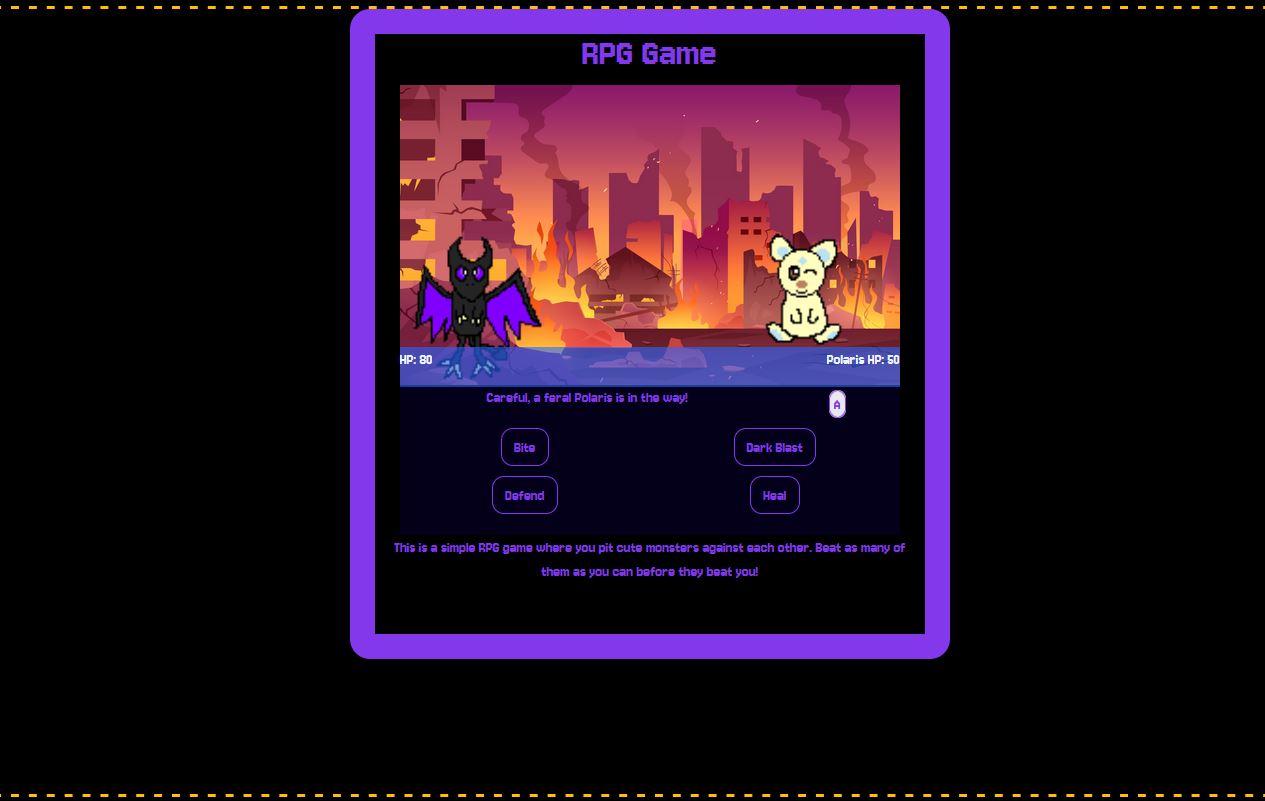 RPG Game
HP: 80
Polaris HP: 50
Careful, a feral Polaris is in the way!
A
Bite
Dark Blast
Defend
Heal
This is a simple RPG game where you pit cute monsters against each other. Beat as many of
them as you can before they beat you!